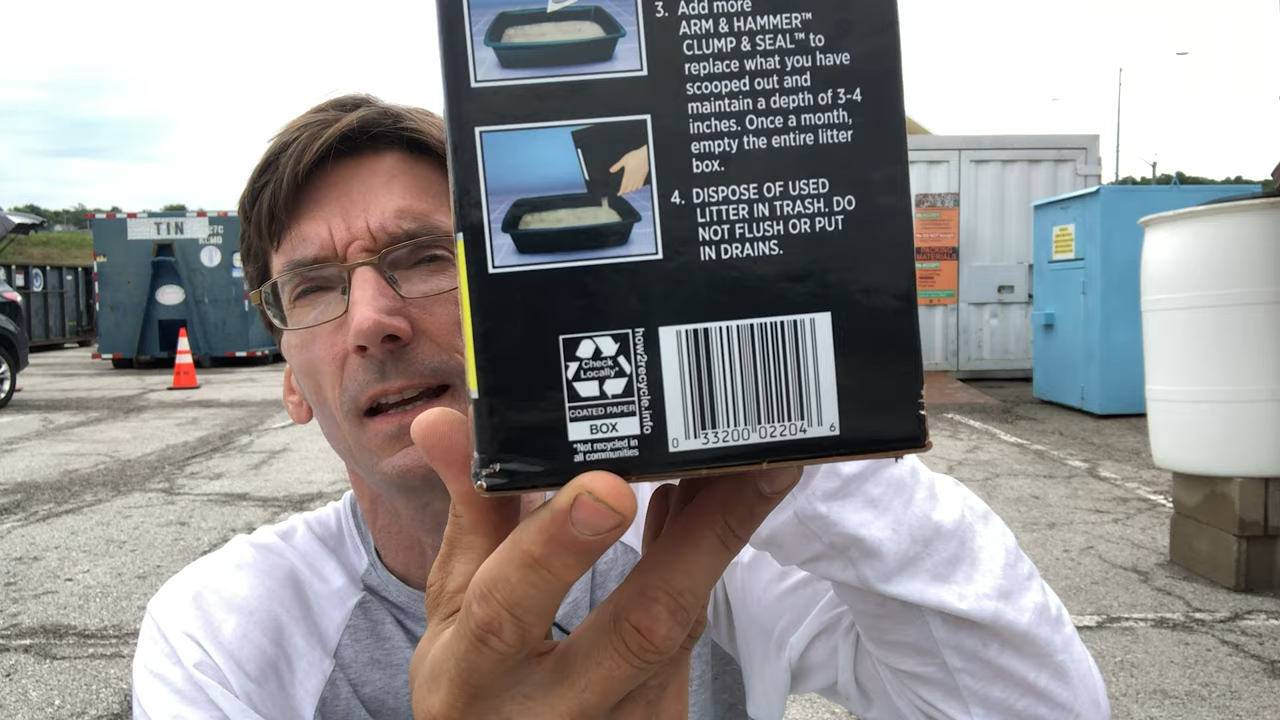 3. Add more
ARM & HAMMER™
CLUMP & SEAL™ to
replace what you have
scooped out and
maintain a depth of 3-4
inches. Once a month,
empty the entire litter
box.
4. DISPOSE OF USED
LITTER IN TRASH. DO
NOT FLUSH OR PUT
IN DRAINS.
Check
Locally*
COATED PAPER
BOX
how2recycle.info
*Not recycled in
all communities
0 33200 02204 6
TIN
PACKING
MATERIALS